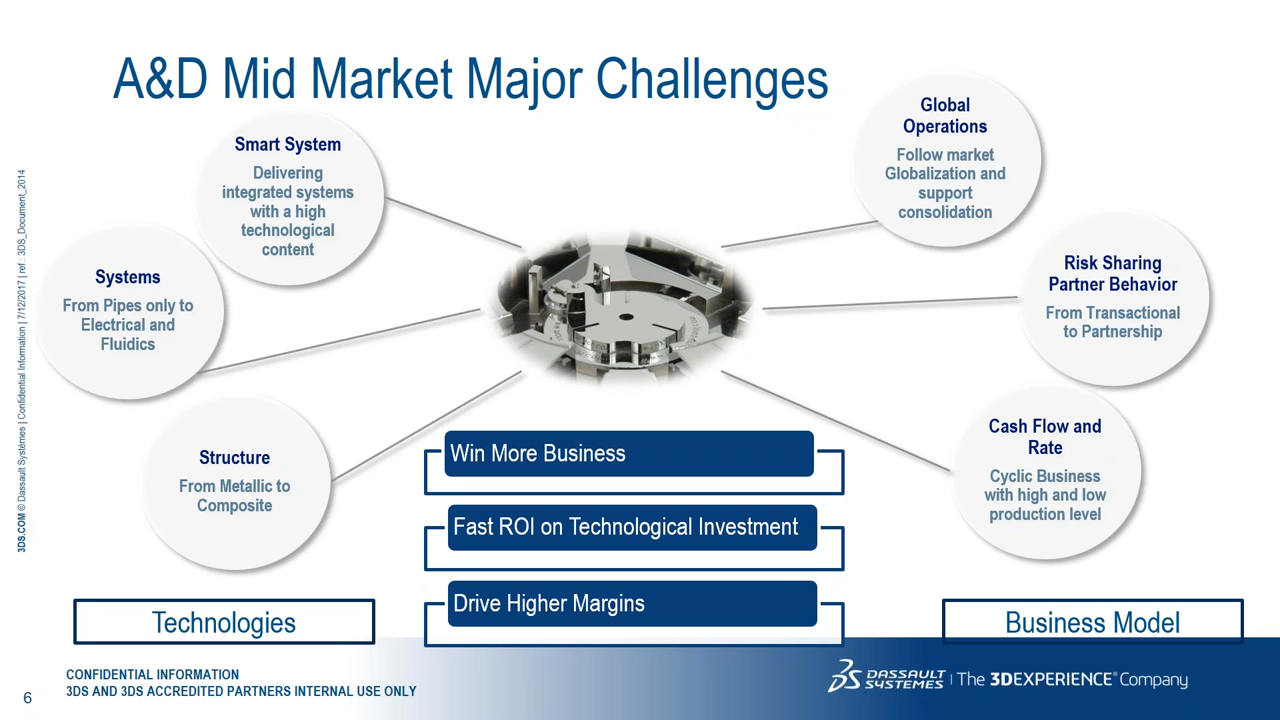 A&D Mid Market Major Challenges
Smart System
Delivering
integrated systems
with a high
technological
content
Systems
From Pipes only to
Electrical and
Fluidics
Structure
From Metallic to
Composite
Global
Operations
Follow market
Globalization and
support
consolidation
Risk Sharing
Partner Behavior
From Transactional
to Partnership
Cash Flow and
Rate
Cyclic Business
with high and low
production level
Win More Business
Fast ROI on Technological Investment
Drive Higher Margins
Technologies
Business Model
3DS.COM © Dassault Systèmes | Confidential Information | 7/12/2017 | ref.: 3DS_Document_2014
CONFIDENTIAL INFORMATION
3DS AND 3DS ACCREDITED PARTNERS INTERNAL USE ONLY
6
DASSAULT
SYSTEMES | The 3DEXPERIENCE® Company